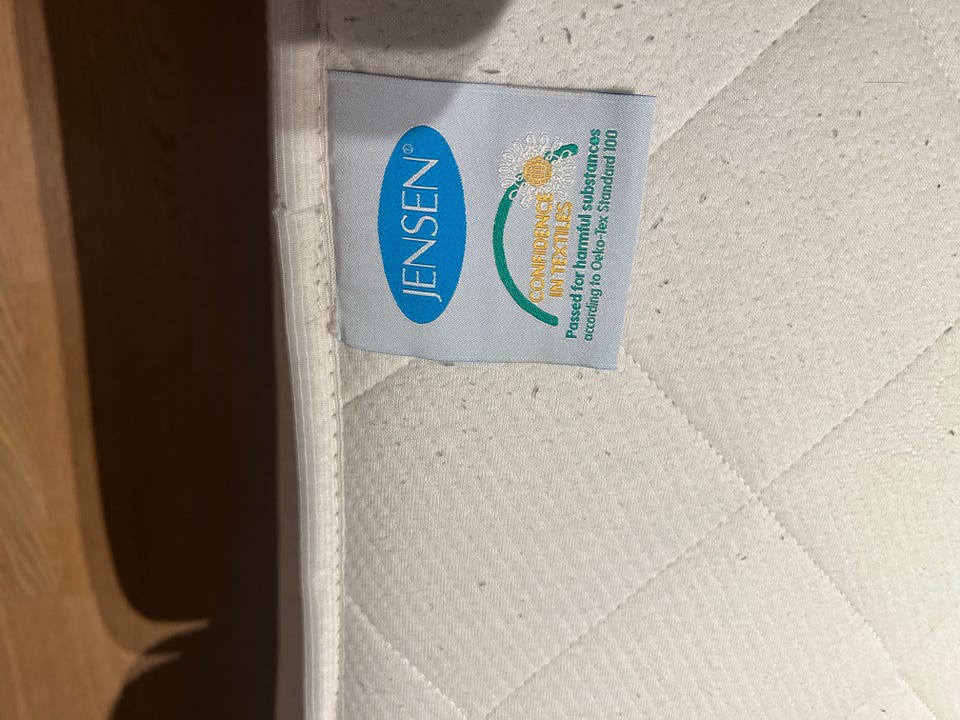 JENSEN®
CONFIDENCE
IN TEXTILES
Passed for harmful substances
according to Oeko-Tex Standard 100